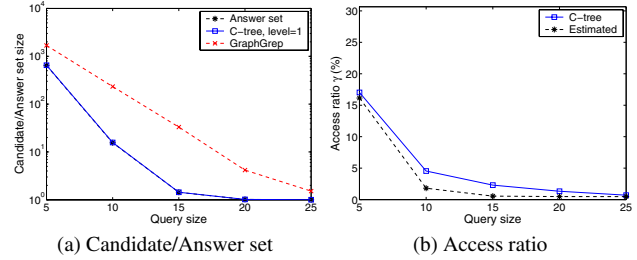 Answer set
C-tree, level=1
GraphGrep
10^4
10^3
10^2
10^1
10^0
Candidate/Answer set size
5 10 15 20 25
Query size
(a) Candidate/Answer set
C-tree
Estimated
30
25
20
15
10
5
0
Access ratio γ (%)
5 10 15 20 25
Query size
(b) Access ratio